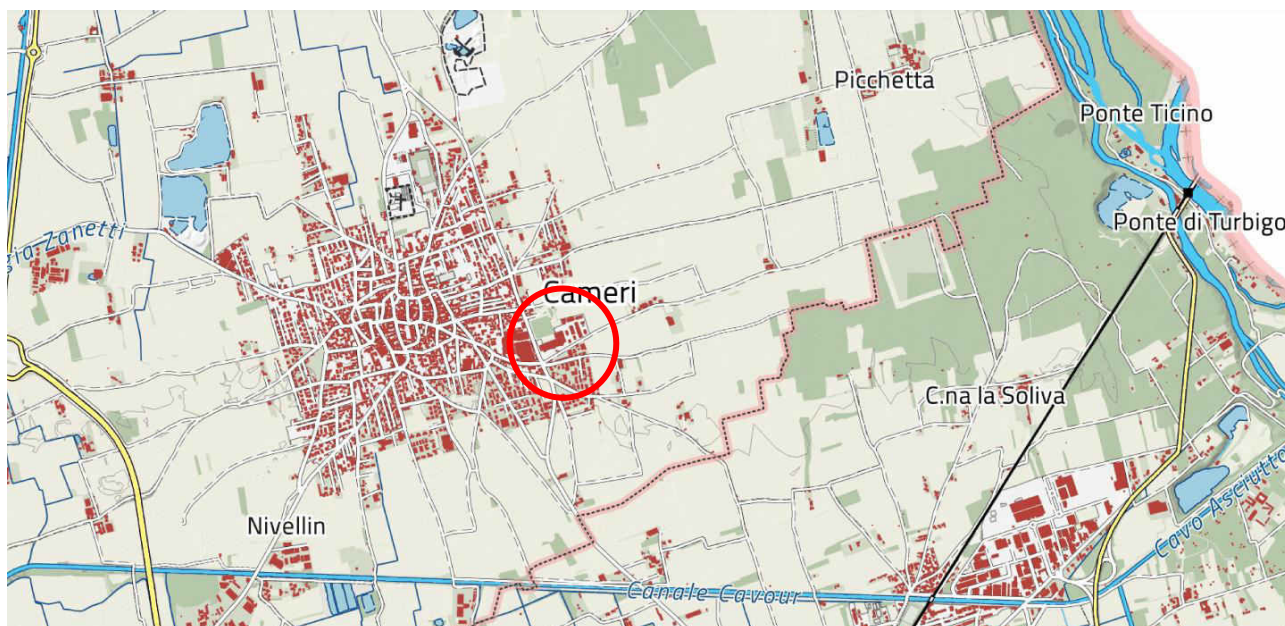 Picchetta
Ponte Ticino
Ponte di Turbigo
gia Zanetti
Cameri
C.na la Soliva
Nivellin
Canale Cavour
Cavo Asciutto